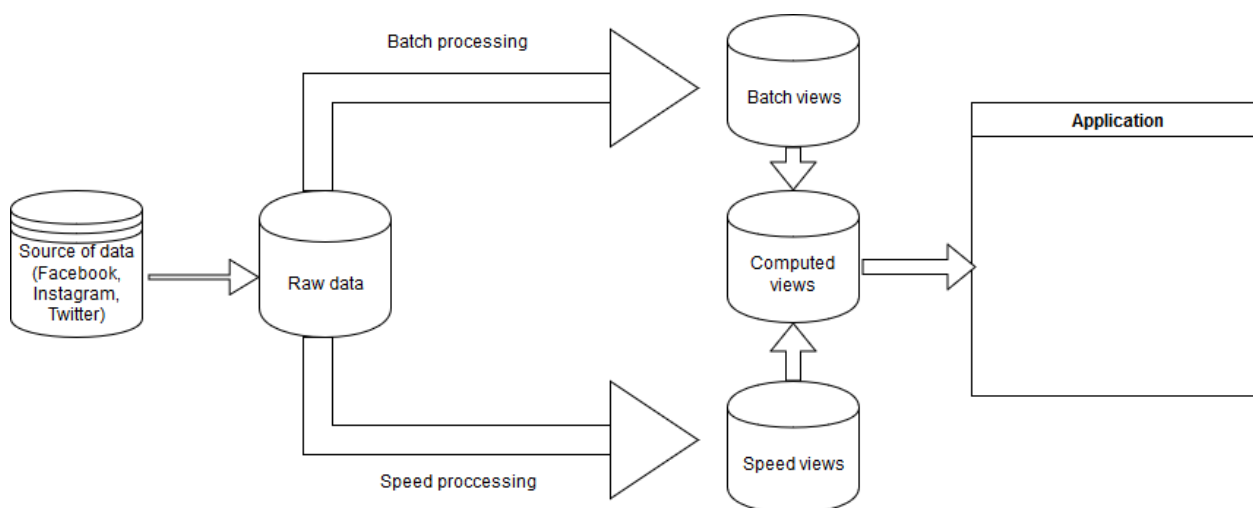 Batch processing
Batch views
Application
Source of data
(Facebook,
Instagram,
Twitter)
Raw data
Computed
views
Speed views
Speed proccessing